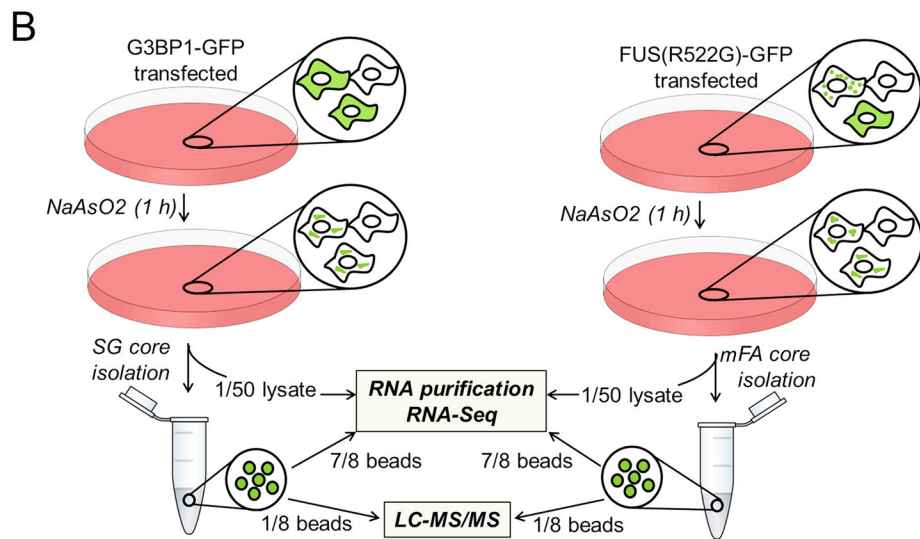 B
G3BP1-GFP
transfected
FUS(R522G)-GFP
transfected
NaAsO2 (1 h)
NaAsO2 (1 h)
SG core
isolation
1/50 lysate
RNA purification
RNA-Seq
1/50 lysate
mFA core
isolation
7/8 beads
7/8 beads
1/8 beads
LC-MS/MS
1/8 beads